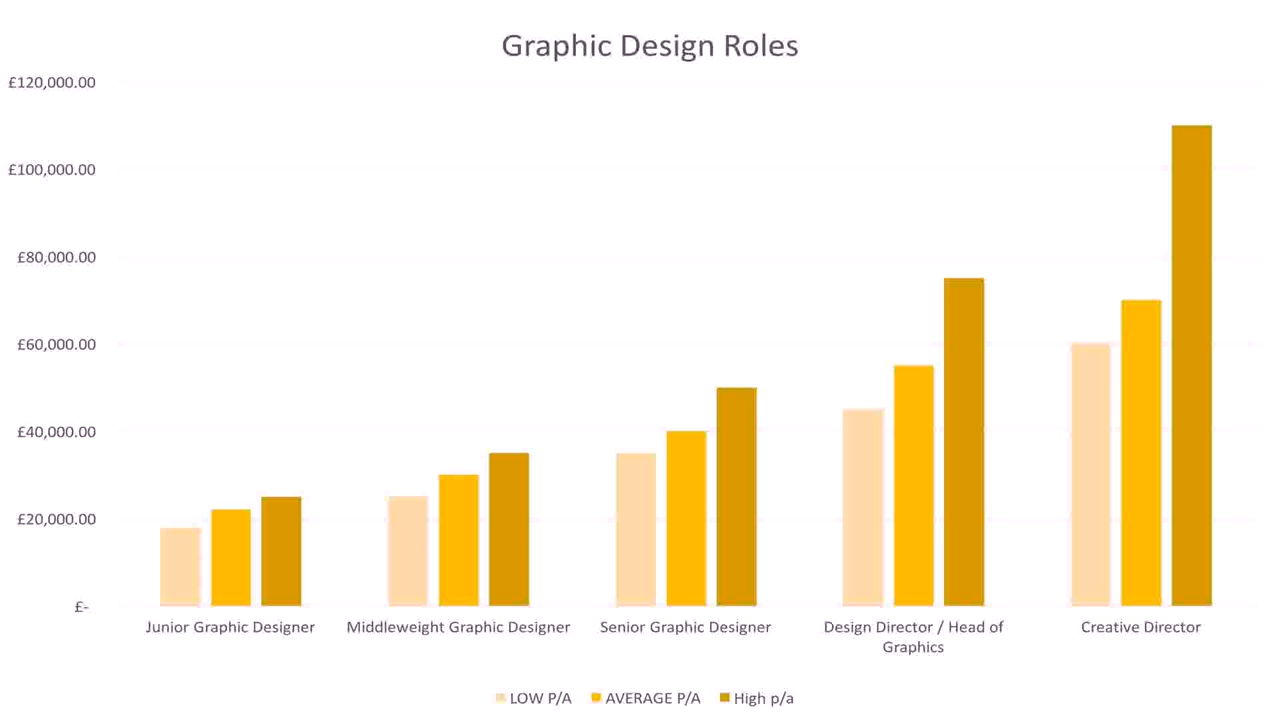 Graphic Design Roles
£120,000.00
£100,000.00
£80,000.00
£60,000.00
£40,000.00
£20,000.00
£-
Junior Graphic Designer
Middleweight Graphic Designer
Senior Graphic Designer
Design Director / Head of
Graphics
Creative Director
LOW P/A
AVERAGE P/A
High p/a